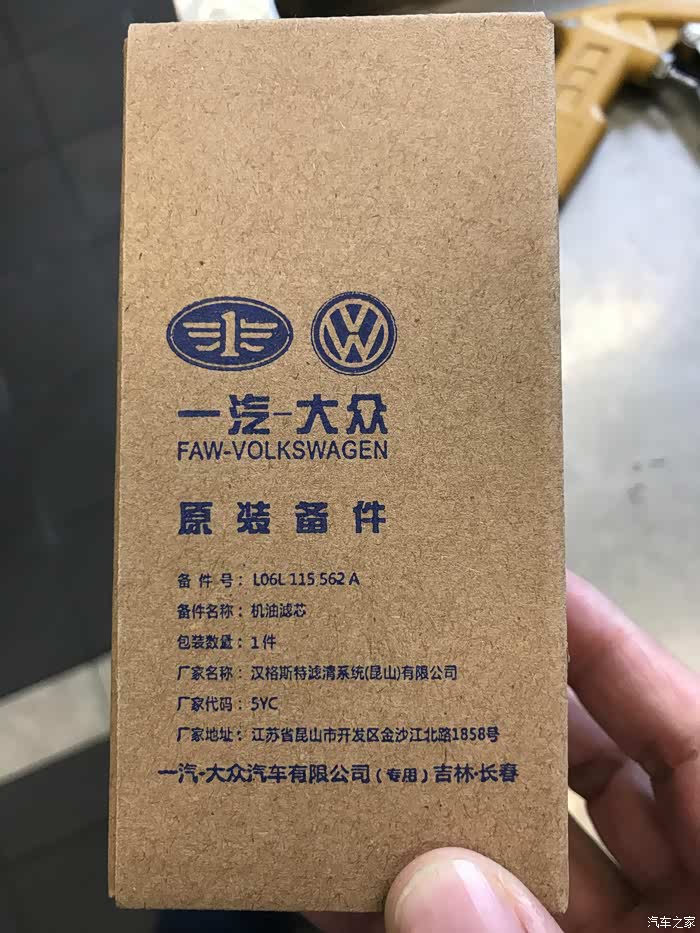 一汽-大众
FAW-VOLKSWAGEN
原装备件
备件号：L06L 115 562 A
备件名称：机油滤芯
包装数量：1件
厂家名称：汉格斯特滤清系统(昆山)有限公司
厂家代码：5YC
厂家地址：江苏省昆山市开发区金沙江北路1858号
一汽-大众汽车有限公司(专用)吉林·长春
汽车之家